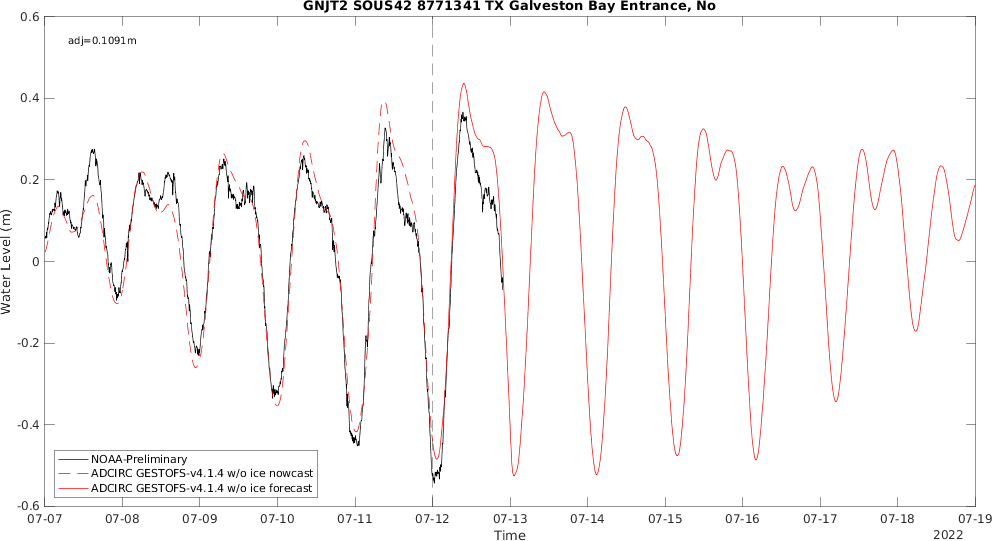 GNJT2 SOUS42 8771341 TX Galveston Bay Entrance, No
adj=0.1091m
0.6
0.4
0.2
0
-0.2
-0.4
-0.6
Water Level (m)
NOAA-Preliminary
ADCIRC GESTOFS-v4.1.4 w/o ice nowcast
ADCIRC GESTOFS-v4.1.4 w/o ice forecast
07-07 07-08 07-09 07-10 07-11 07-12 07-13 07-14 07-15 07-16 07-17 07-18 07-19
Time
2022